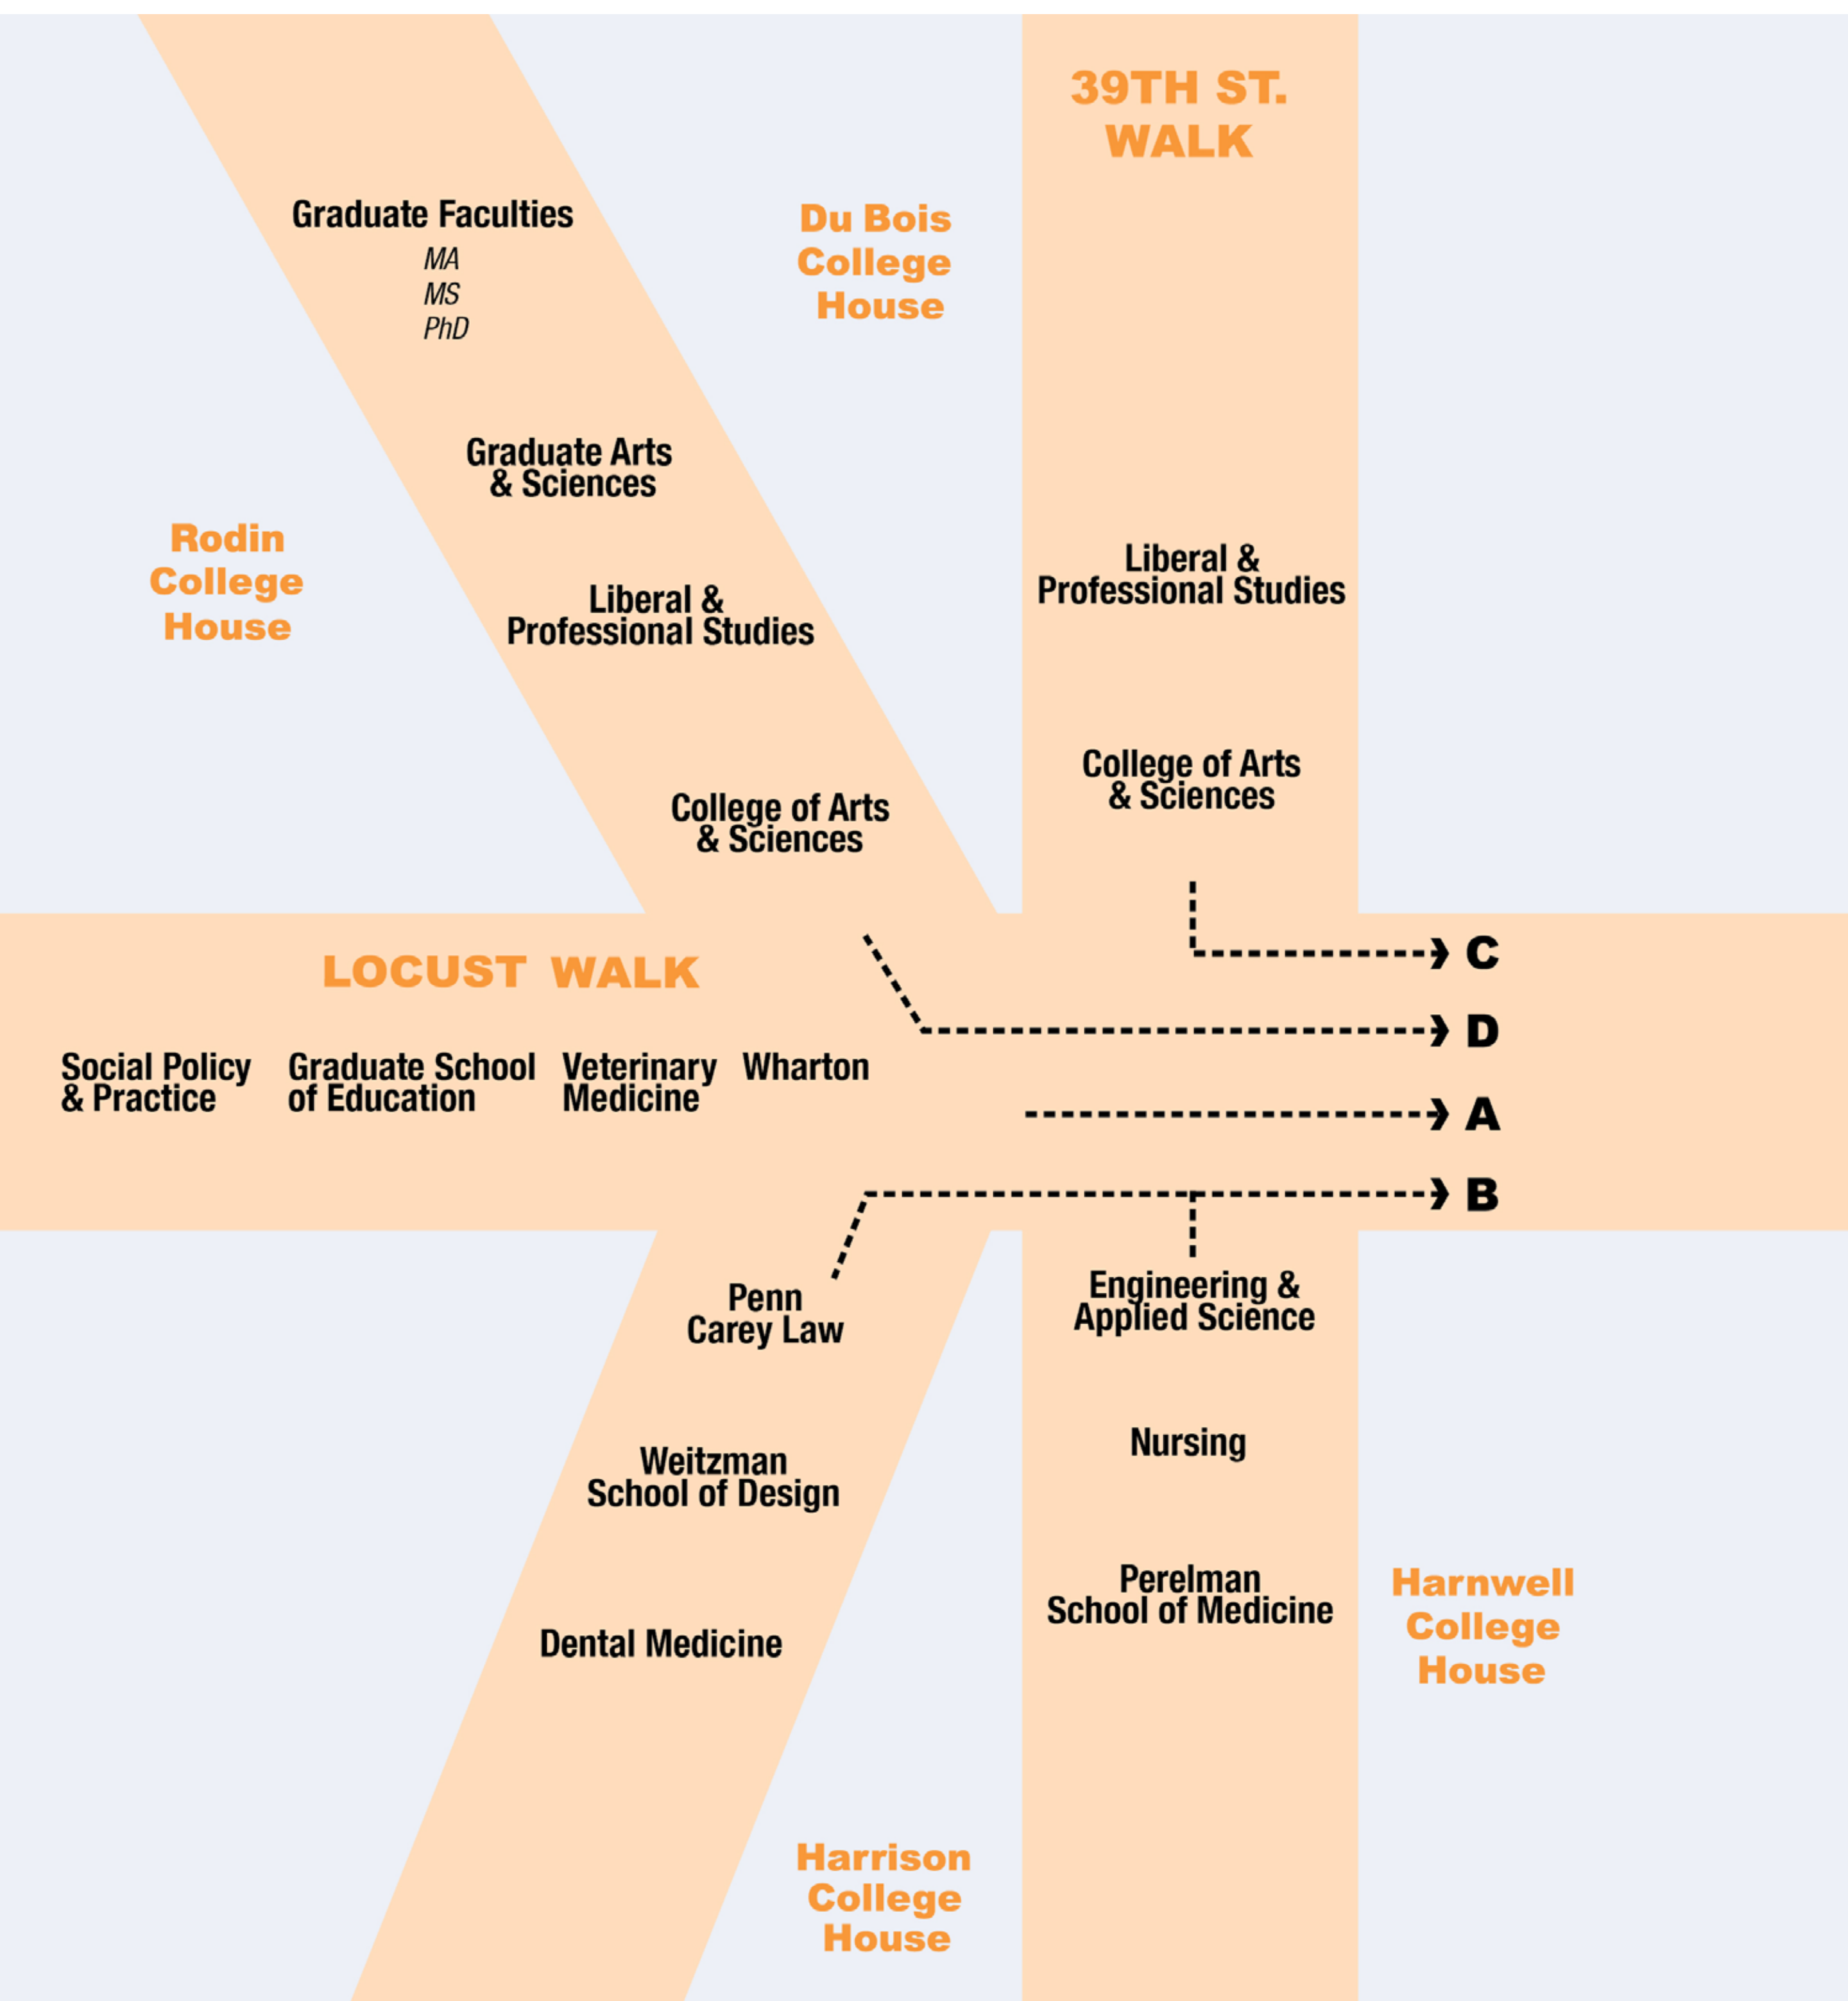 39TH ST.
WALK
Graduate Faculties
MA
MS
PhD
Du Bois
College
House
Graduate Arts
& Sciences
Rodin
College
House
Liberal &
Professional Studies
Liberal &
Professional Studies
College of Arts
& Sciences
College of Arts
& Sciences
C
LOCUST WALK
D
Social Policy
& Practice
Graduate School
of Education
Veterinary
Medicine
Wharton
A
B
Penn
Carey Law
Engineering &
Applied Science
Weitzman
School of Design
Nursing
Dental Medicine
Perelman
School of Medicine
Harnwell
College
House
Harrison
College
House